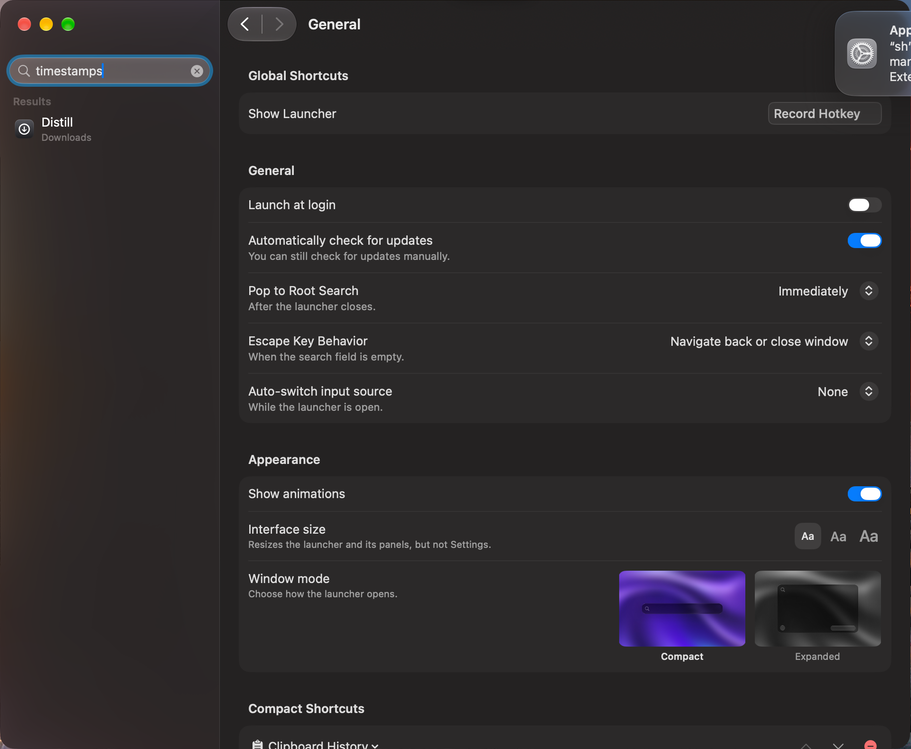 General
App
"sh"
mar
Exte
timestamps
Results
Distill
Downloads
Global Shortcuts
Show Launcher
Record Hotkey
General
Launch at login
Automatically check for updates
You can still check for updates manually.
Pop to Root Search
Immediately
After the launcher closes.
Escape Key Behavior
Navigate back or close window
When the search field is empty.
Auto-switch input source
None
While the launcher is open.
Appearance
Show animations
Interface size
Aa Aa Aa
Resizes the launcher and its panels, but not Settings.
Window mode
Choose how the launcher opens.
Compact
Expanded
Compact Shortcuts
Clipboard History